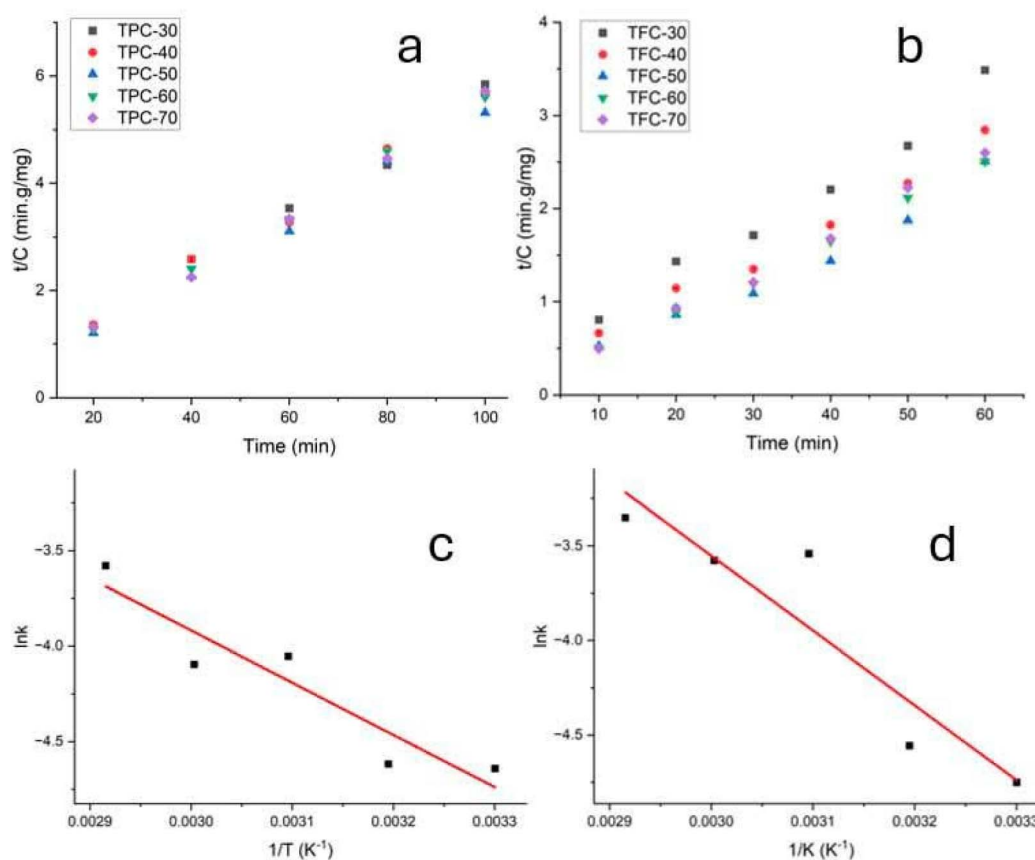 a
TPC-30
TPC-40
TPC-50
TPC-60
TPC-70
t/C (min.g/mg)
6
4
2
0
20 40 60 80 100
Time (min)
b
TFC-30
TFC-40
TFC-50
TFC-60
TFC-70
t/C (min.g/mg)
4
3
2
1
0
10 20 30 40 50 60
Time (min)
c
lnk
−3.5
−4.0
−4.5
0.0029 0.0030 0.0031 0.0032 0.0033
1/T (K⁻¹)
d
lnk
−3.5
−4.0
−4.5
0.0029 0.0030 0.0031 0.0032 0.0033
1/K (K⁻¹)